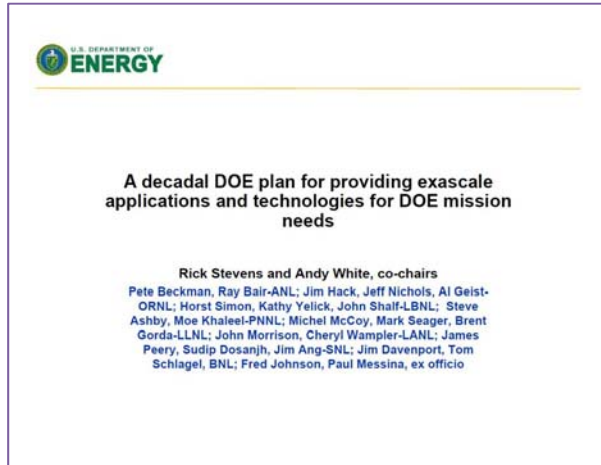 U.S. DEPARTMENT OF
ENERGY
A decadal DOE plan for providing exascale
applications and technologies for DOE mission
needs
Rick Stevens and Andy White, co-chairs
Pete Beckman, Ray Bair-ANL; Jim Hack, Jeff Nichols, Al Geist-
ORNL; Horst Simon, Kathy Yelick, John Shalf-LBNL; Steve
Ashby, Moe Khaleel-PNNL; Michel McCoy, Mark Seager, Brent
Gorda-LLNL; John Morrison, Cheryl Wampler-LANL; James
Peery, Sudip Dosanjh, Jim Ang-SNL; Jim Davenport, Tom
Schlagel, BNL; Fred Johnson, Paul Messina, ex officio